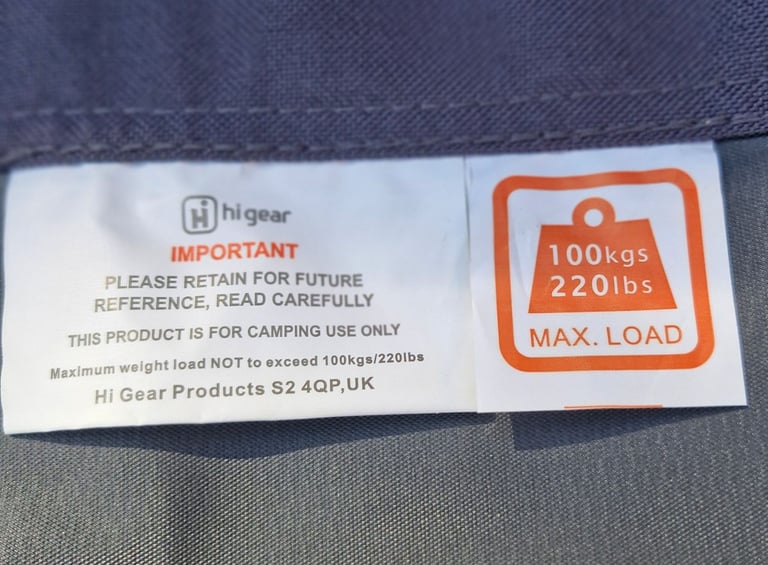 hi gear
IMPORTANT
PLEASE RETAIN FOR FUTURE
REFERENCE, READ CAREFULLY
THIS PRODUCT IS FOR CAMPING USE ONLY
Maximum weight load NOT to exceed 100kgs/220lbs
Hi Gear Products S2 4QP,UK
100kgs
220lbs
MAX. LOAD